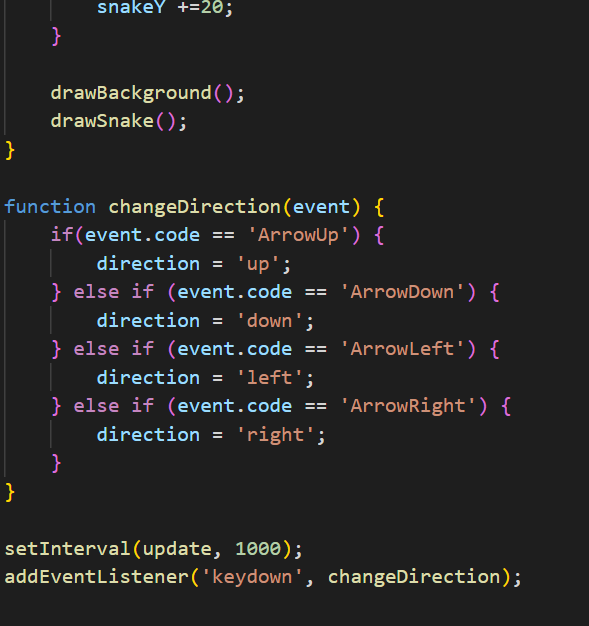 snakeY +=20;
}
drawBackground();
drawSnake();
}
function changeDirection(event) {
if(event.code == 'ArrowUp') {
direction = 'up';
} else if (event.code == 'ArrowDown') {
direction = 'down';
} else if (event.code == 'ArrowLeft') {
direction = 'left';
} else if (event.code == 'ArrowRight') {
direction = 'right';
}
}
setInterval(update, 1000);
addEventListener('keydown', changeDirection);